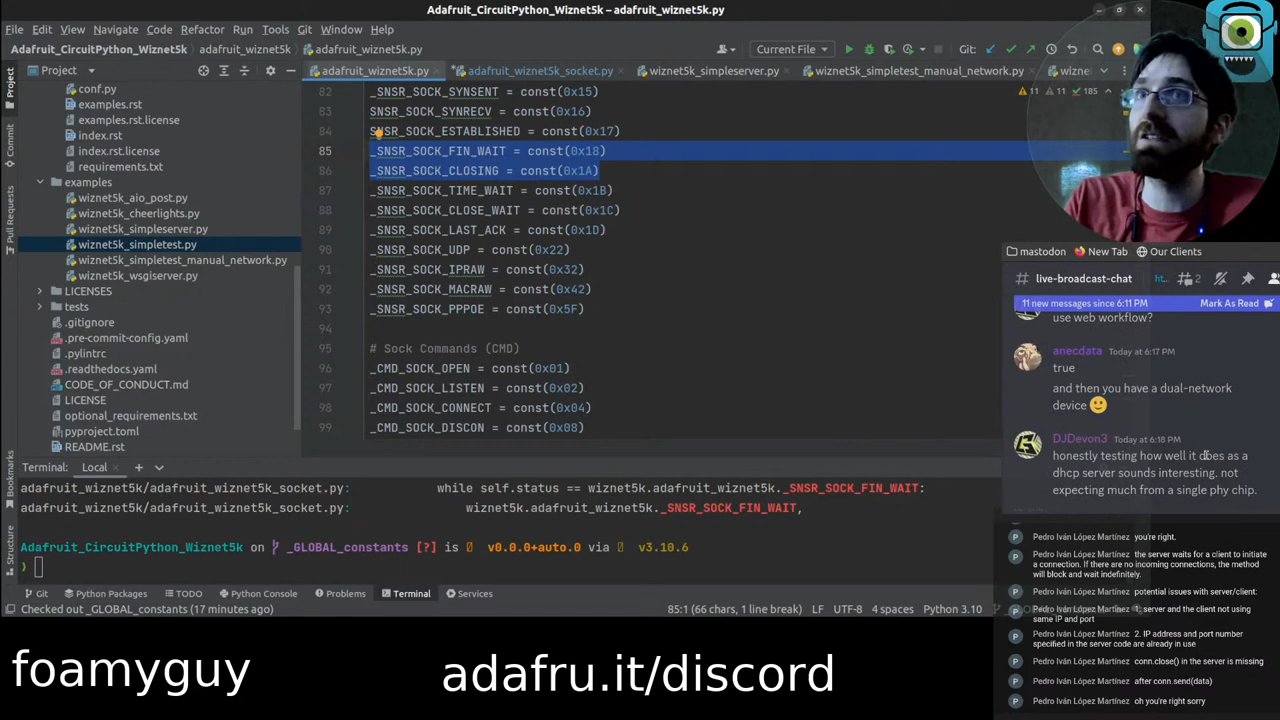 Adafruit_CircuitPython_Wiznet5k – adafruit_wiznet5k.py
File Edit View Navigate Code Refactor Run Tools Git Window Help
Adafruit_CircuitPython_Wiznet5k adafruit_wiznet5k adafruit_wiznet5k.py
Current File
Git:
Project
adafruit_wiznet5k.py
adafruit_wiznet5k_socket.py
wiznet5k_simpleserver.py
wiznet5k_simpletest_manual_network.py
wiznet5k
11 11 185
conf.py
examples.rst
examples.rst.license
index.rst
index.rst.license
requirements.txt
examples
wiznet5k_aio_post.py
wiznet5k_cheerlights.py
wiznet5k_simpleserver.py
wiznet5k_simpletest.py
wiznet5k_simpletest_manual_network.py
wiznet5k_wsgiserver.py
LICENSES
tests
.gitignore
.pre-commit-config.yaml
.pylintrc
.readthedocs.yaml
CODE_OF_CONDUCT.md
LICENSE
optional_requirements.txt
pyproject.toml
README.rst
82 _SNSR_SOCK_SYNSENT = const(0x15)
83 SNSR_SOCK_SYNRECV = const(0x16)
84 SNSR_SOCK_ESTABLISHED = const(0x17)
85 _SNSR_SOCK_FIN_WAIT = const(0x18)
86 _SNSR_SOCK_CLOSING = const(0x1A)
87 _SNSR_SOCK_TIME_WAIT = const(0x1B)
88 _SNSR_SOCK_CLOSE_WAIT = const(0x1C)
89 _SNSR_SOCK_LAST_ACK = const(0x1D)
90 _SNSR_SOCK_UDP = const(0x22)
91 _SNSR_SOCK_IPRAW = const(0x32)
92 _SNSR_SOCK_MACRAW = const(0x42)
93 _SNSR_SOCK_PPPOE = const(0x5F)
94
95 # Sock Commands (CMD)
96 _CMD_SOCK_OPEN = const(0x01)
97 _CMD_SOCK_LISTEN = const(0x02)
98 _CMD_SOCK_CONNECT = const(0x04)
99 _CMD_SOCK_DISCON = const(0x08)
Project
Commit
Pull Requests
Bookmarks
Structure
Terminal: Local
adafruit_wiznet5k/adafruit_wiznet5k_socket.py: while self.status == wiznet5k.adafruit_wiznet5k._SNSR_SOCK_FIN_WAIT:
adafruit_wiznet5k/adafruit_wiznet5k_socket.py: wiznet5k.adafruit_wiznet5k._SNSR_SOCK_FIN_WAIT,
Adafruit_CircuitPython_Wiznet5k on _GLOBAL_constants [?] is v0.0.0+auto.0 via v3.10.6
Git Python Packages TODO Python Console Problems Terminal Services
Checked out _GLOBAL_constants (17 minutes ago)
85:1 (66 chars, 1 line break) LF UTF-8 4 spaces Python 3.10
mastodon New Tab Our Clients
# live-broadcast-chat ht... 2
11 new messages since 6:11 PM Mark As Read
use web workflow?
anecdata Today at 6:17 PM
true
and then you have a dual-network
device
DJDevon3 Today at 6:18 PM
honestly testing how well it does as a
dhcp server sounds interesting. not
expecting much from a single phy chip.
Pedro Iván López Martínez you're right.
Pedro Iván López Martínez the server waits for a client to initiate
a connection. If there are no incoming connections, the method
will block and wait indefinitely.
Pedro Iván López Martínez potential issues with server/client:
Pedro Iván López Martínez 1. server and the client not using
same IP and port
Pedro Iván López Martínez 2. IP address and port number
specified in the server code are already in use
Pedro Iván López Martínez conn.close() in the server is missing
Pedro Iván López Martínez after conn.send(data)
Pedro Iván López Martínez oh you're right sorry
foamyguy adafru.it/discord